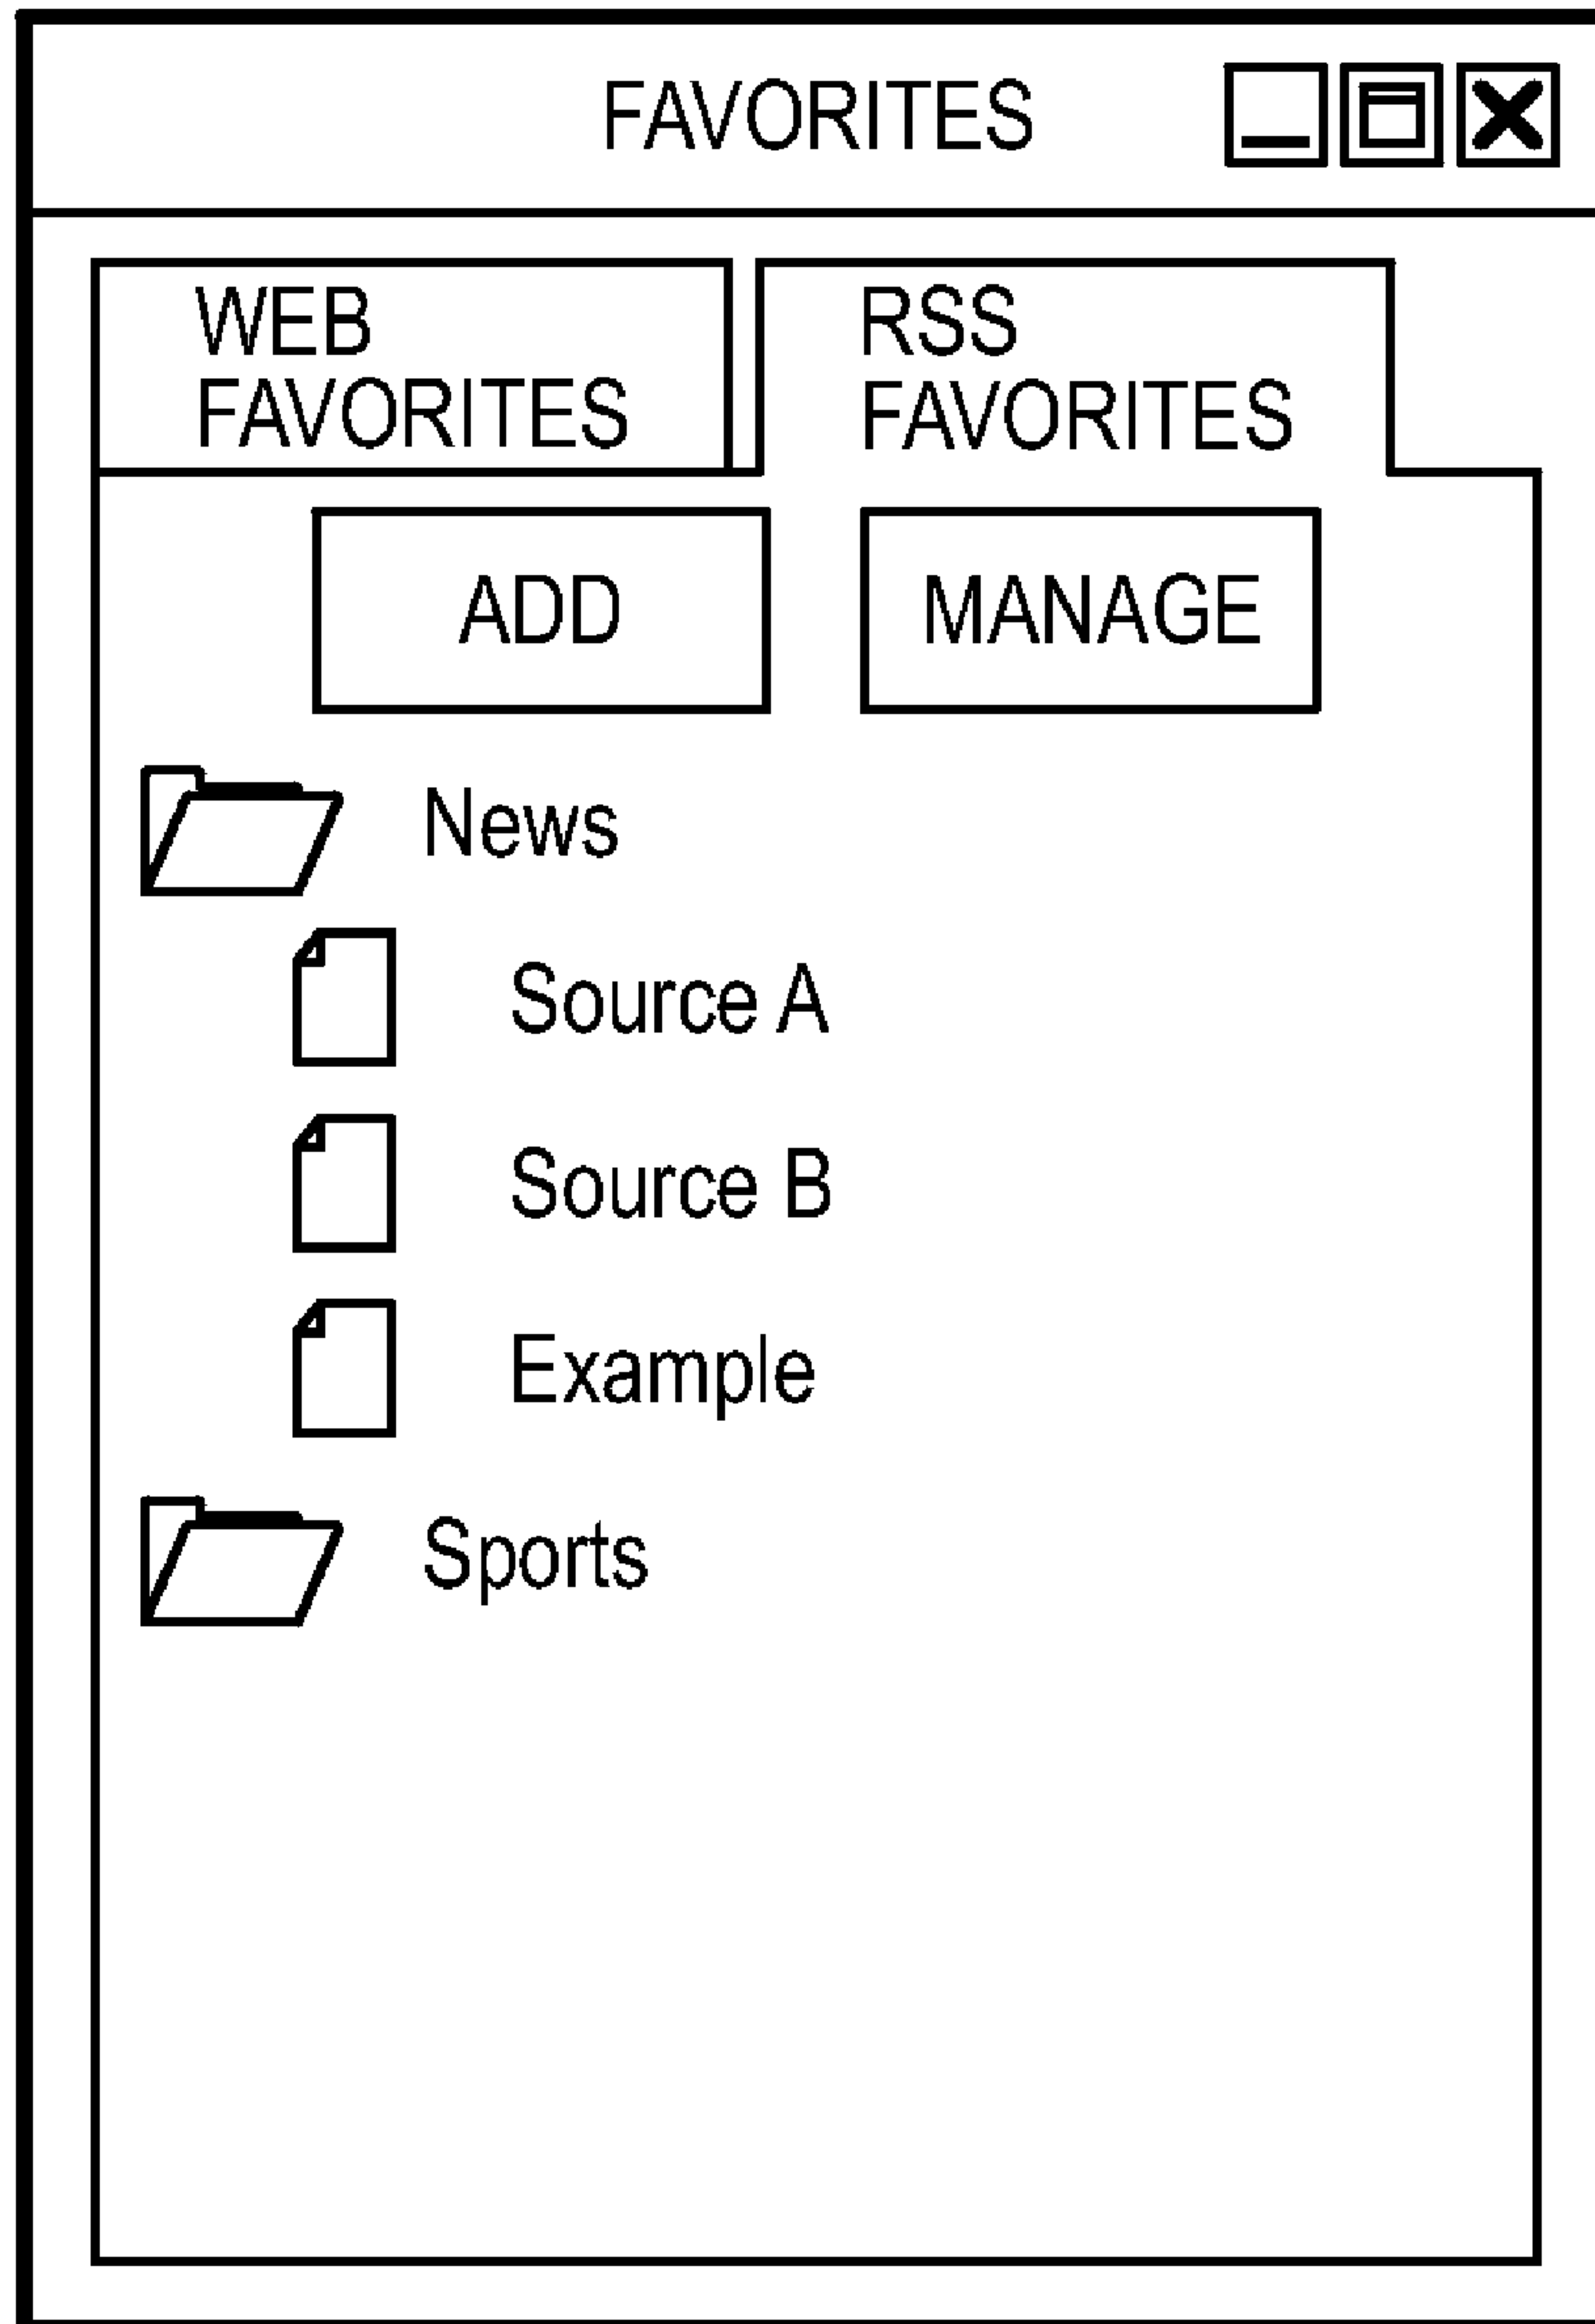 FAVORITES
WEB
FAVORITES
RSS
FAVORITES
ADD
MANAGE
News
Source A
Source B
Example
Sports